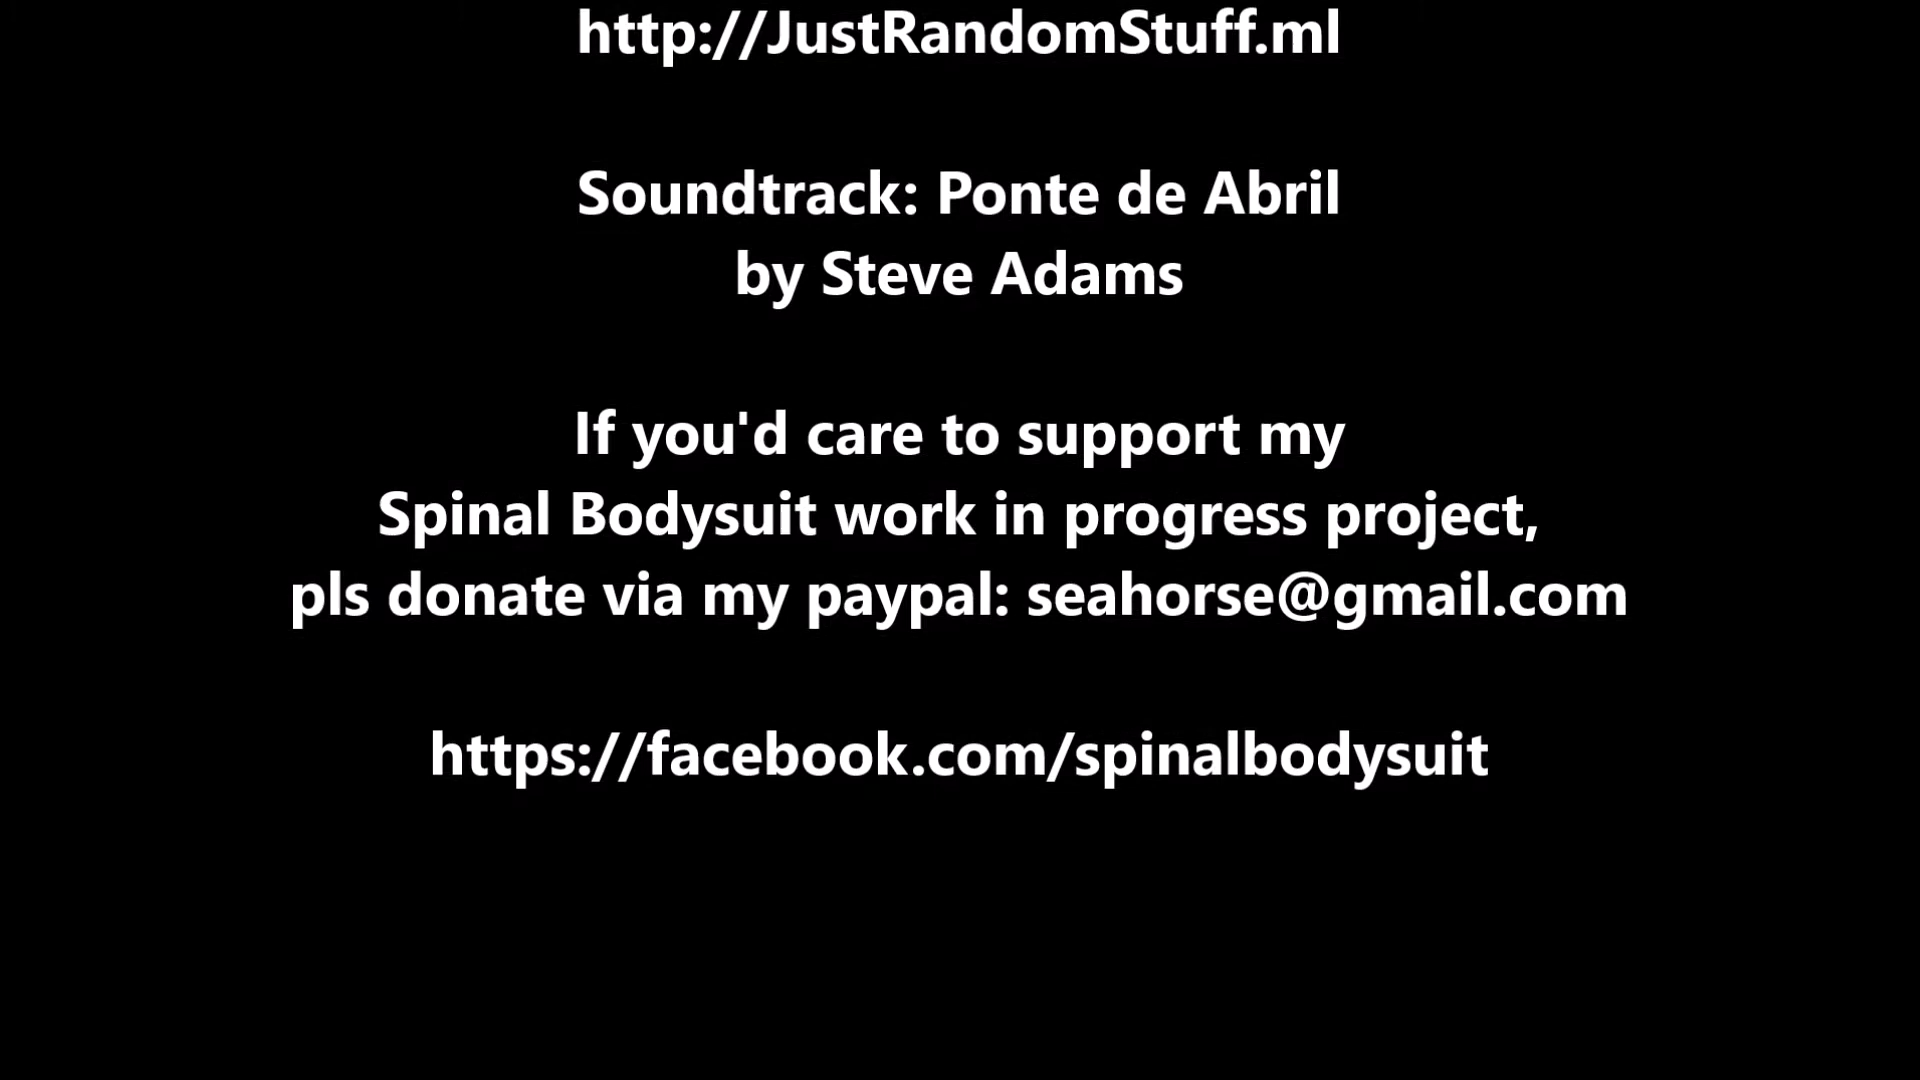 http://JustRandomStuff.ml
Soundtrack: Ponte de Abril
by Steve Adams
If you'd care to support my
Spinal Bodysuit work in progress project,
pls donate via my paypal: seahorse@gmail.com
https://facebook.com/spinalbodysuit